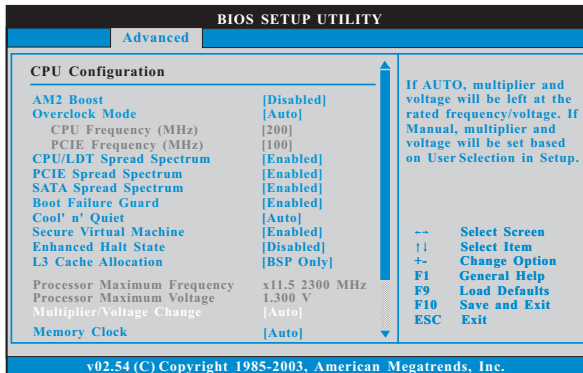 BIOS SETUP UTILITY
Advanced
CPU Configuration
AM2 Boost [Disabled]
Overclock Mode [Auto]
CPU Frequency (MHz) [200]
PCIE Frequency (MHz) [100]
CPU/LDT Spread Spectrum [Enabled]
PCIE Spread Spectrum [Enabled]
SATA Spread Spectrum [Enabled]
Boot Failure Guard [Enabled]
Cool' n' Quiet [Auto]
Secure Virtual Machine [Enabled]
Enhanced Halt State [Disabled]
L3 Cache Allocation [BSP Only]
Processor Maximum Frequency x11.5 2300 MHz
Processor Maximum Voltage 1.300 V
Multiplier/Voltage Change [Auto]
Memory Clock [Auto]
If AUTO, multiplier and
voltage will be left at the
rated frequency/voltage. If
Manual, multiplier and
voltage will be set based
on User Selection in Setup.
←→ Select Screen
↑↓ Select Item
+- Change Option
F1 General Help
F9 Load Defaults
F10 Save and Exit
ESC Exit
v02.54 (C) Copyright 1985-2003, American Megatrends, Inc.